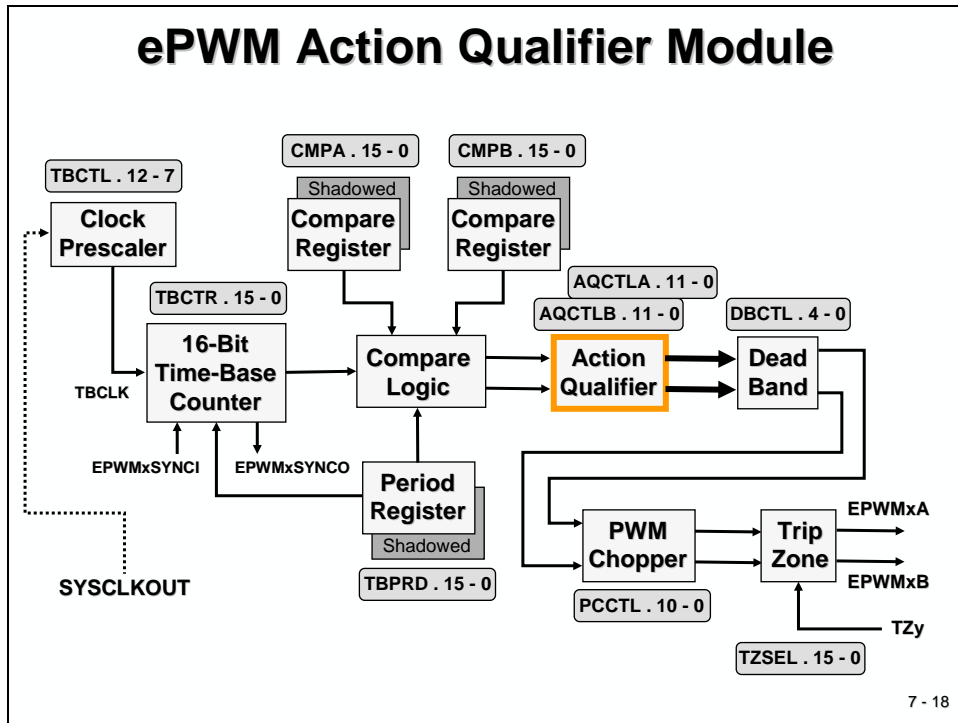 ePWM Action Qualifier Module
CMPA . 15 - 0
CMPB . 15 - 0
TBCTL . 12 - 7
Shadowed
Shadowed
Clock
Prescaler
Compare
Register
Compare
Register
AQCTLA . 11 - 0
TBCTR . 15 - 0
AQCTLB . 11 - 0
DBCTL . 4 - 0
16-Bit
Time-Base
Counter
Compare
Logic
Action
Qualifier
Dead
Band
TBCLK
EPWMxSYNCI
EPWMxSYNCO
Period
Register
Shadowed
TBPRD . 15 - 0
SYSCLKOUT
PWM
Chopper
PCCTL . 10 - 0
Trip
Zone
EPWMxA
EPWMxB
TZy
TZSEL . 15 - 0
7 - 18